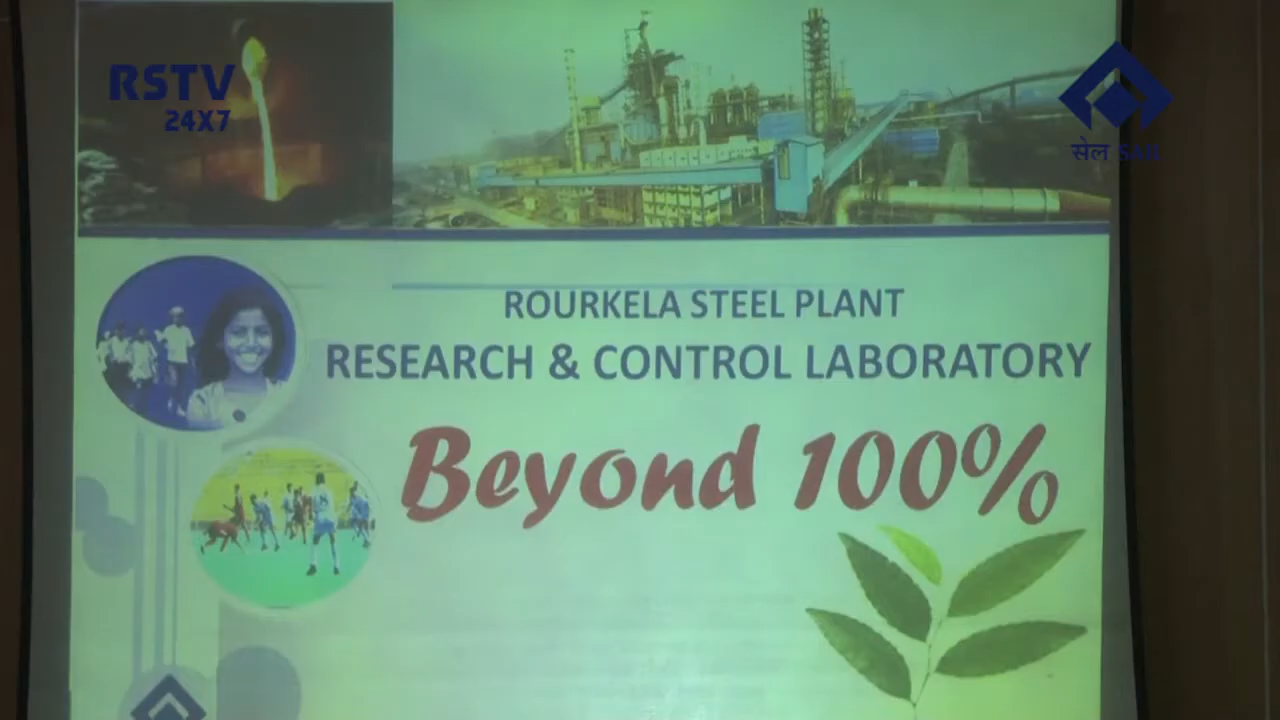 RSTV
24X7
सेल SAIL
ROURKELA STEEL PLANT
RESEARCH & CONTROL LABORATORY
Beyond 100%